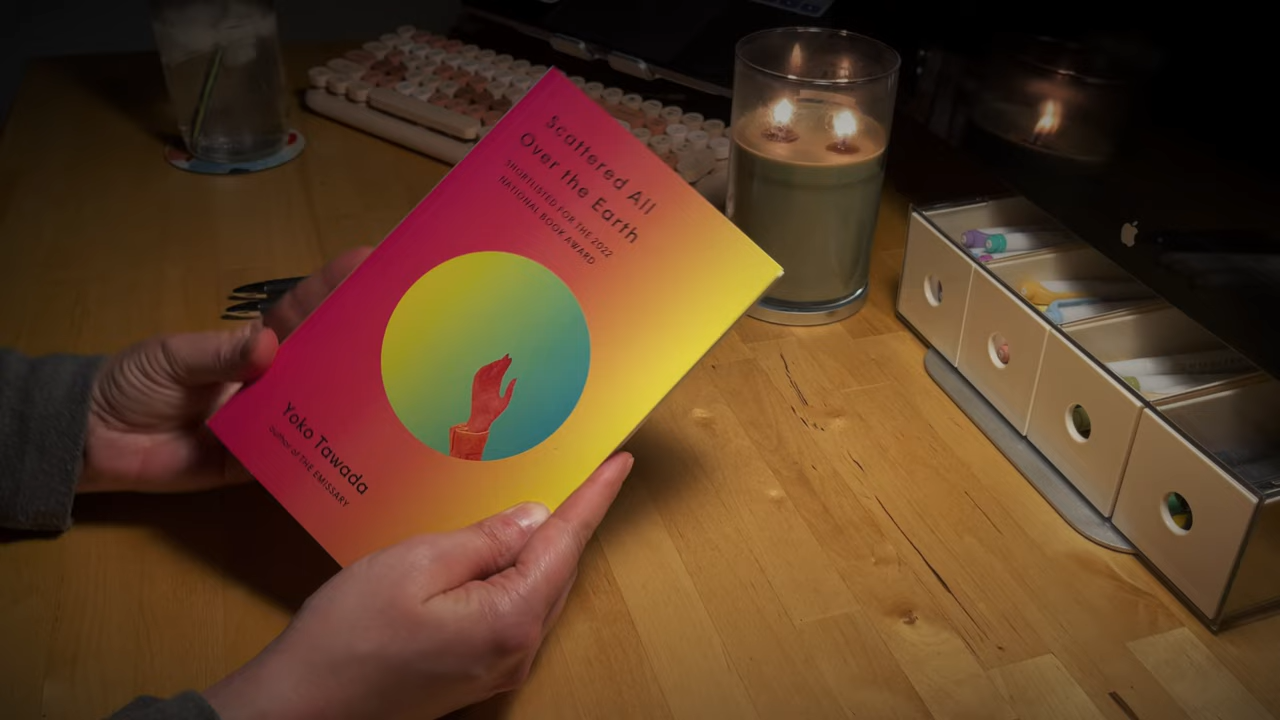 Scattered All
Over the Earth
SHORTLISTED FOR THE 2022
NATIONAL BOOK AWARD
Yoko Tawada
author of THE EMISSARY